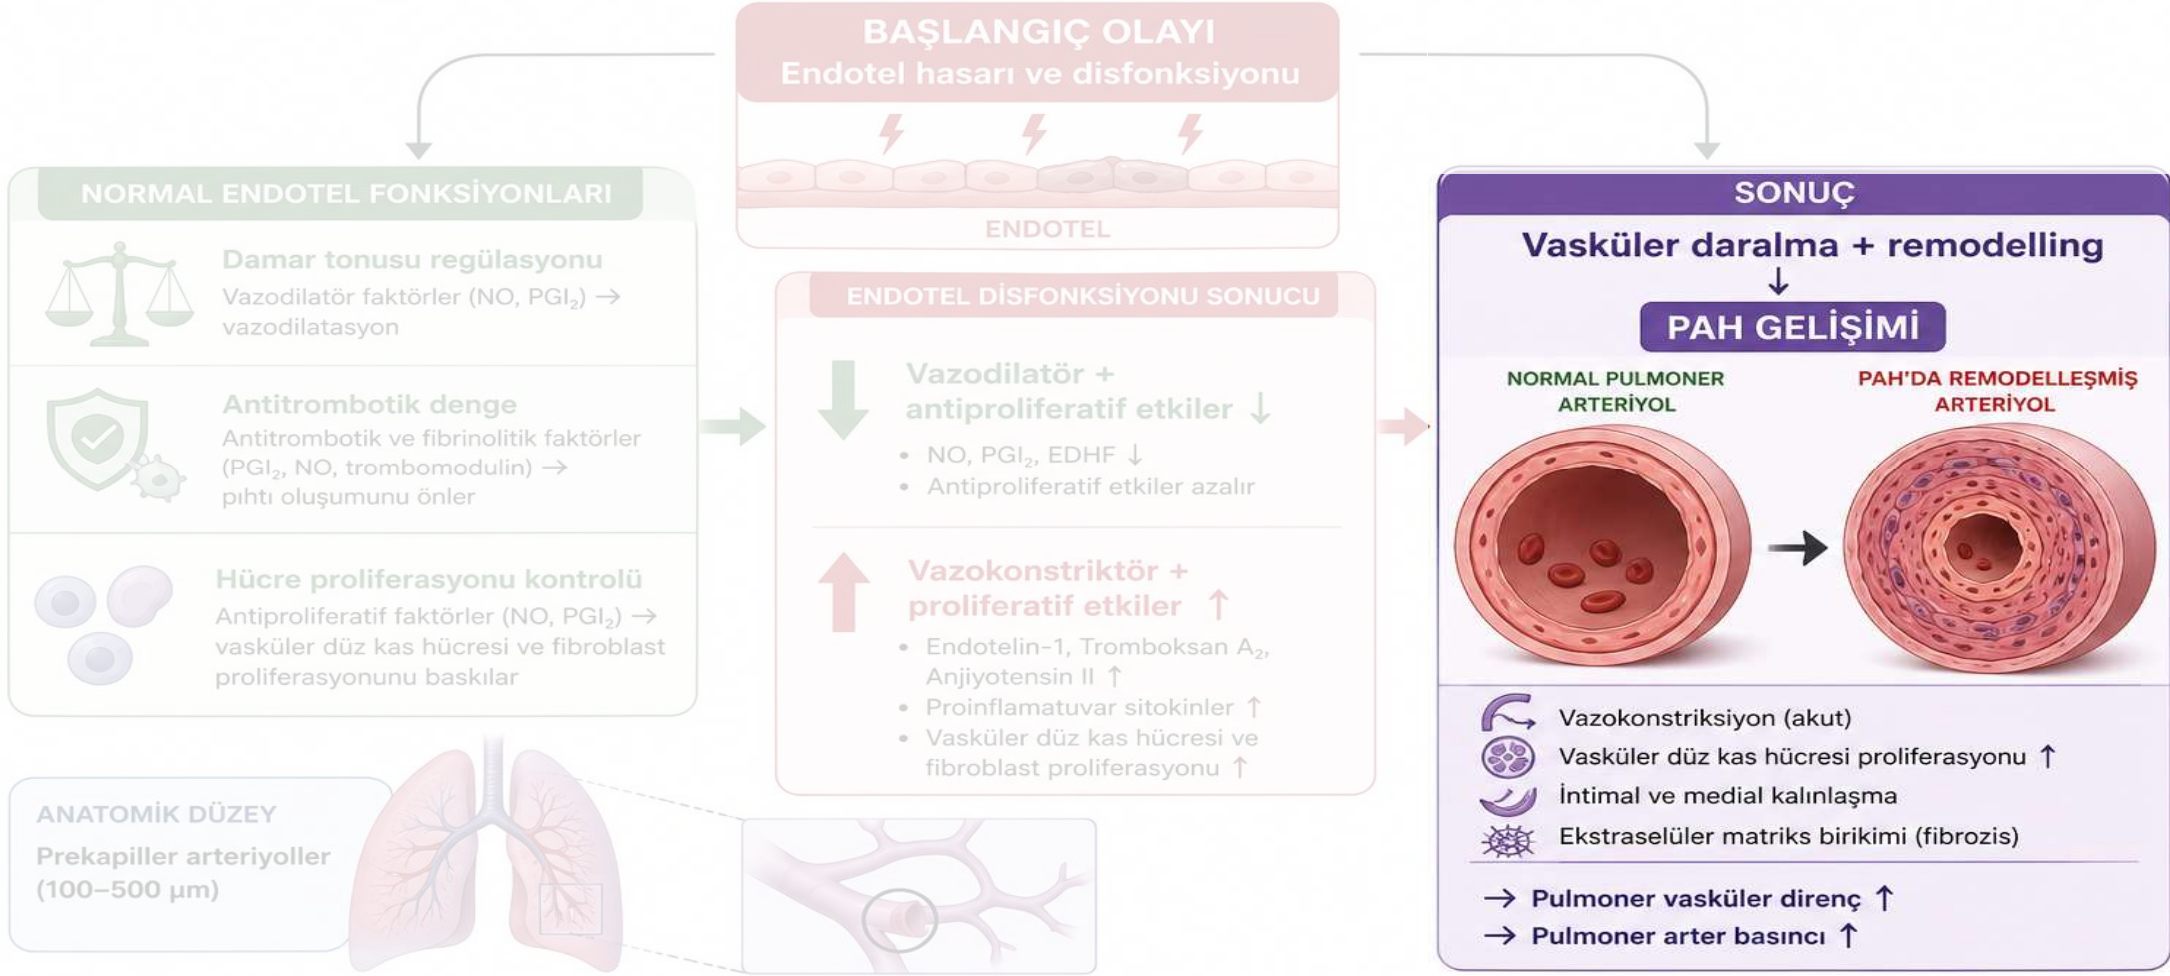 BAŞLANGIÇ OLAYI
Endotel hasarı ve disfonksiyonu
ENDOTEL
NORMAL ENDOTEL FONKSİYONLARI
Damar tonusu regülasyonu
Vazodilatör faktörler (NO, PGI₂) →
vazodilatasyon
Antitrombotik denge
Antitrombotik ve fibrinolitik faktörler
(PGI₂, NO, trombomodulin) →
pıhtı oluşumunu önler
Hücre proliferasyonu kontrolü
Antiproliferatif faktörler (NO, PGI₂) →
vasküler düz kas hücresi ve fibroblast
proliferasyonunu baskılar
ANATOMİK DÜZEY
Prekapiller arteriyoller
(100–500 µm)
ENDOTEL DİSFONKSİYONU SONUCU
Vazodilatör +
antiproliferatif etkiler ↓
• NO, PGI₂, EDHF ↓
• Antiproliferatif etkiler azalır
Vazokonstriktör +
proliferatif etkiler ↑
• Endotelin-1, Tromboksan A₂,
Anjiyotensin II ↑
• Proinflamatuvar sitokinler ↑
• Vasküler düz kas hücresi ve
fibroblast proliferasyonu ↑
SONUÇ
Vasküler daralma + remodelling
↓
PAH GELİŞİMİ
NORMAL PULMONER
ARTERİYOL
PAH'DA REMODELLEŞMİŞ
ARTERİYOL
Vazokonstriksiyon (akut)
Vasküler düz kas hücresi proliferasyonu ↑
İntimal ve medial kalınlaşma
Ekstraselüler matriks birikimi (fibrozis)
→ Pulmoner vasküler direnç ↑
→ Pulmoner arter basıncı ↑